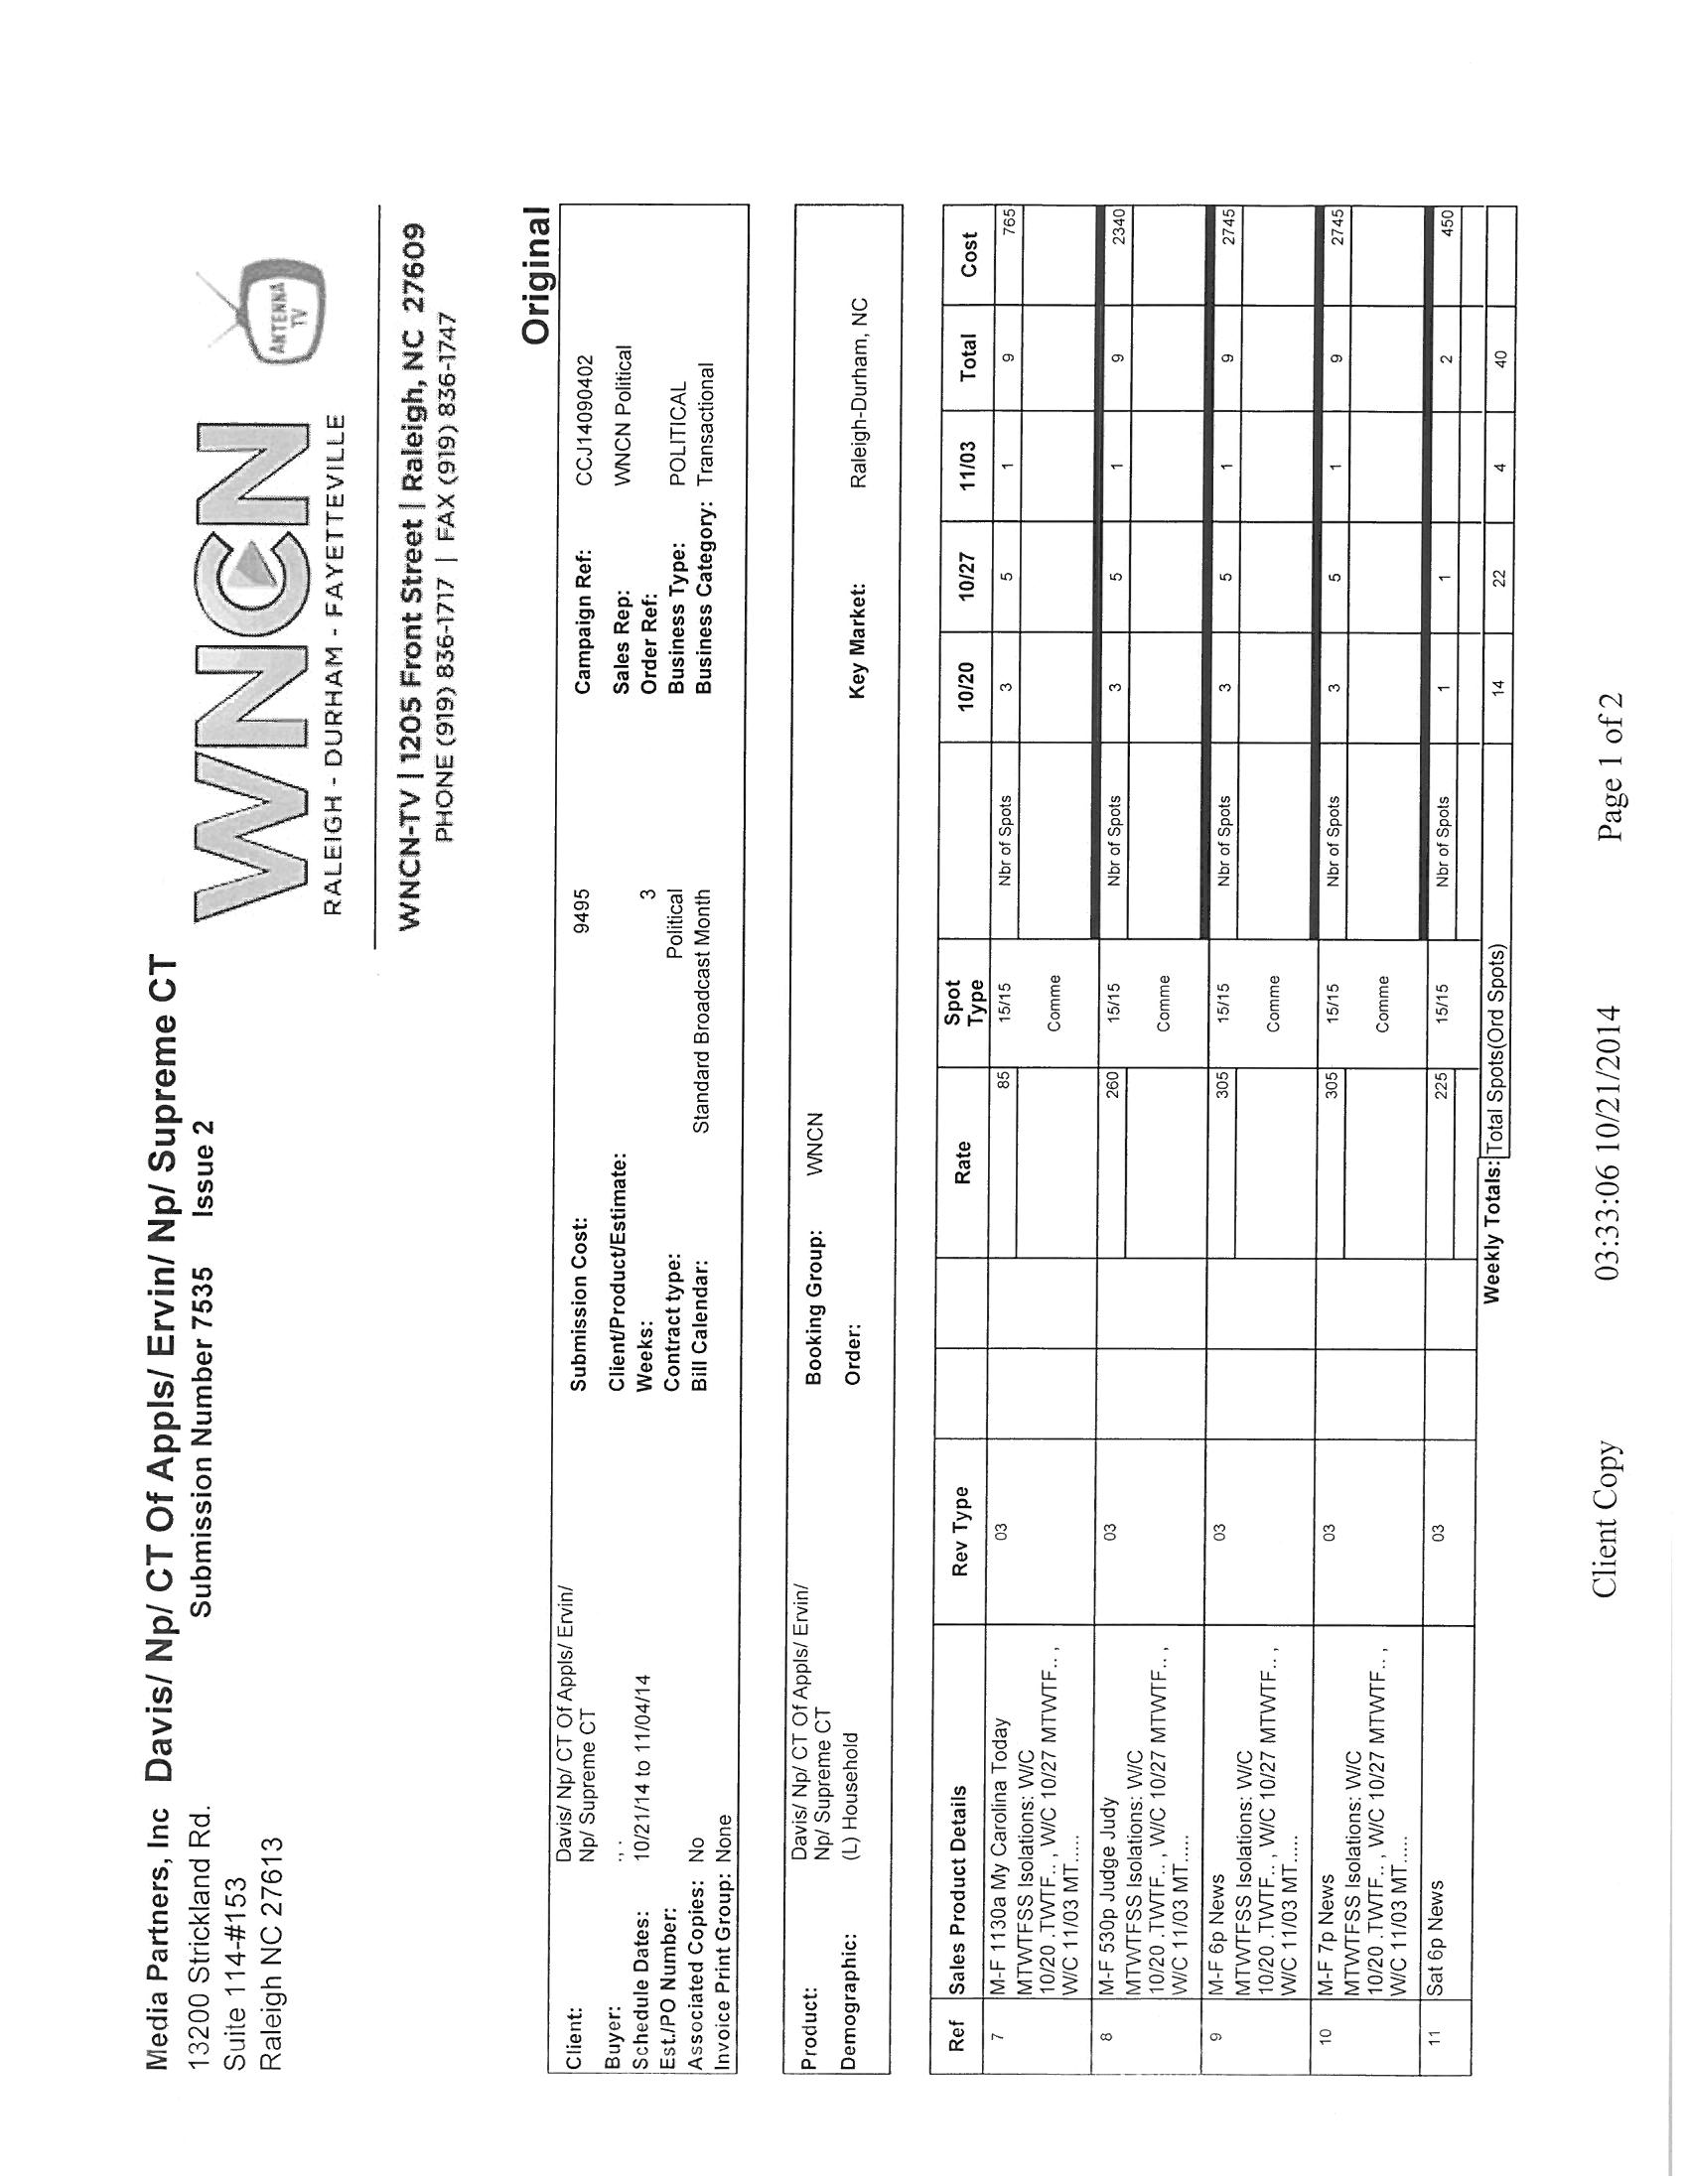 Media Partners, Inc Davis/ Np/ CT Of Appls/ Ervin/ Np/ Supreme CT
13200 Strickland Rd. Submission Number 7535 Issue 2
Suite 114-#153
Raleigh NC 27613
WNCN
RALEIGH - DURHAM - FAYETTEVILLE
ANTENNA
TV
WNCN-TV | 1205 Front Street | Raleigh, NC 27609
PHONE (919) 836-1717 | FAX (919) 836-1747
Original
Client: Davis/ Np/ CT Of Appls/ Ervin/ Submission Cost: 9495 Campaign Ref: CCJ14090402
Np/ Supreme CT
Buyer: ., . Client/Product/Estimate: Sales Rep: WNCN Political
Schedule Dates: 10/21/14 to 11/04/14 Weeks: 3 Order Ref:
Est./PO Number: Contract type: Political Business Type: POLITICAL
Associated Copies: No Bill Calendar: Standard Broadcast Month Business Category: Transactional
Invoice Print Group: None
Product: Davis/ Np/ CT Of Appls/ Ervin/ Booking Group: WNCN
Np/ Supreme CT
Demographic: (L) Household Order: Key Market: Raleigh-Durham, NC
Ref Sales Product Details Rev Type Rate Spot Type 10/20 10/27 11/03 Total Cost
7 M-F 1130a My Carolina Today 03 85 15/15 Nbr of Spots 3 5 1 9 765
MTWTFSS Isolations: W/C
10/20 .TWTF.. , W/C 10/27 MTWTF.. , Comme
W/C 11/03 MT.....
8 M-F 530p Judge Judy 03 260 15/15 Nbr of Spots 3 5 1 9 2340
MTWTFSS Isolations: W/C
10/20 .TWTF.. , W/C 10/27 MTWTF.. , Comme
W/C 11/03 MT.....
9 M-F 6p News 03 305 15/15 Nbr of Spots 3 5 1 9 2745
MTWTFSS Isolations: W/C
10/20 .TWTF.. , W/C 10/27 MTWTF.. , Comme
W/C 11/03 MT.....
10 M-F 7p News 03 305 15/15 Nbr of Spots 3 5 1 9 2745
MTWTFSS Isolations: W/C
10/20 .TWTF.. , W/C 10/27 MTWTF.. , Comme
W/C 11/03 MT.....
11 Sat 6p News 03 225 15/15 Nbr of Spots 1 1 2 450
Weekly Totals: Total Spots(Ord Spots) 14 22 4 40
Client Copy 03:33:06 10/21/2014 Page 1 of 2